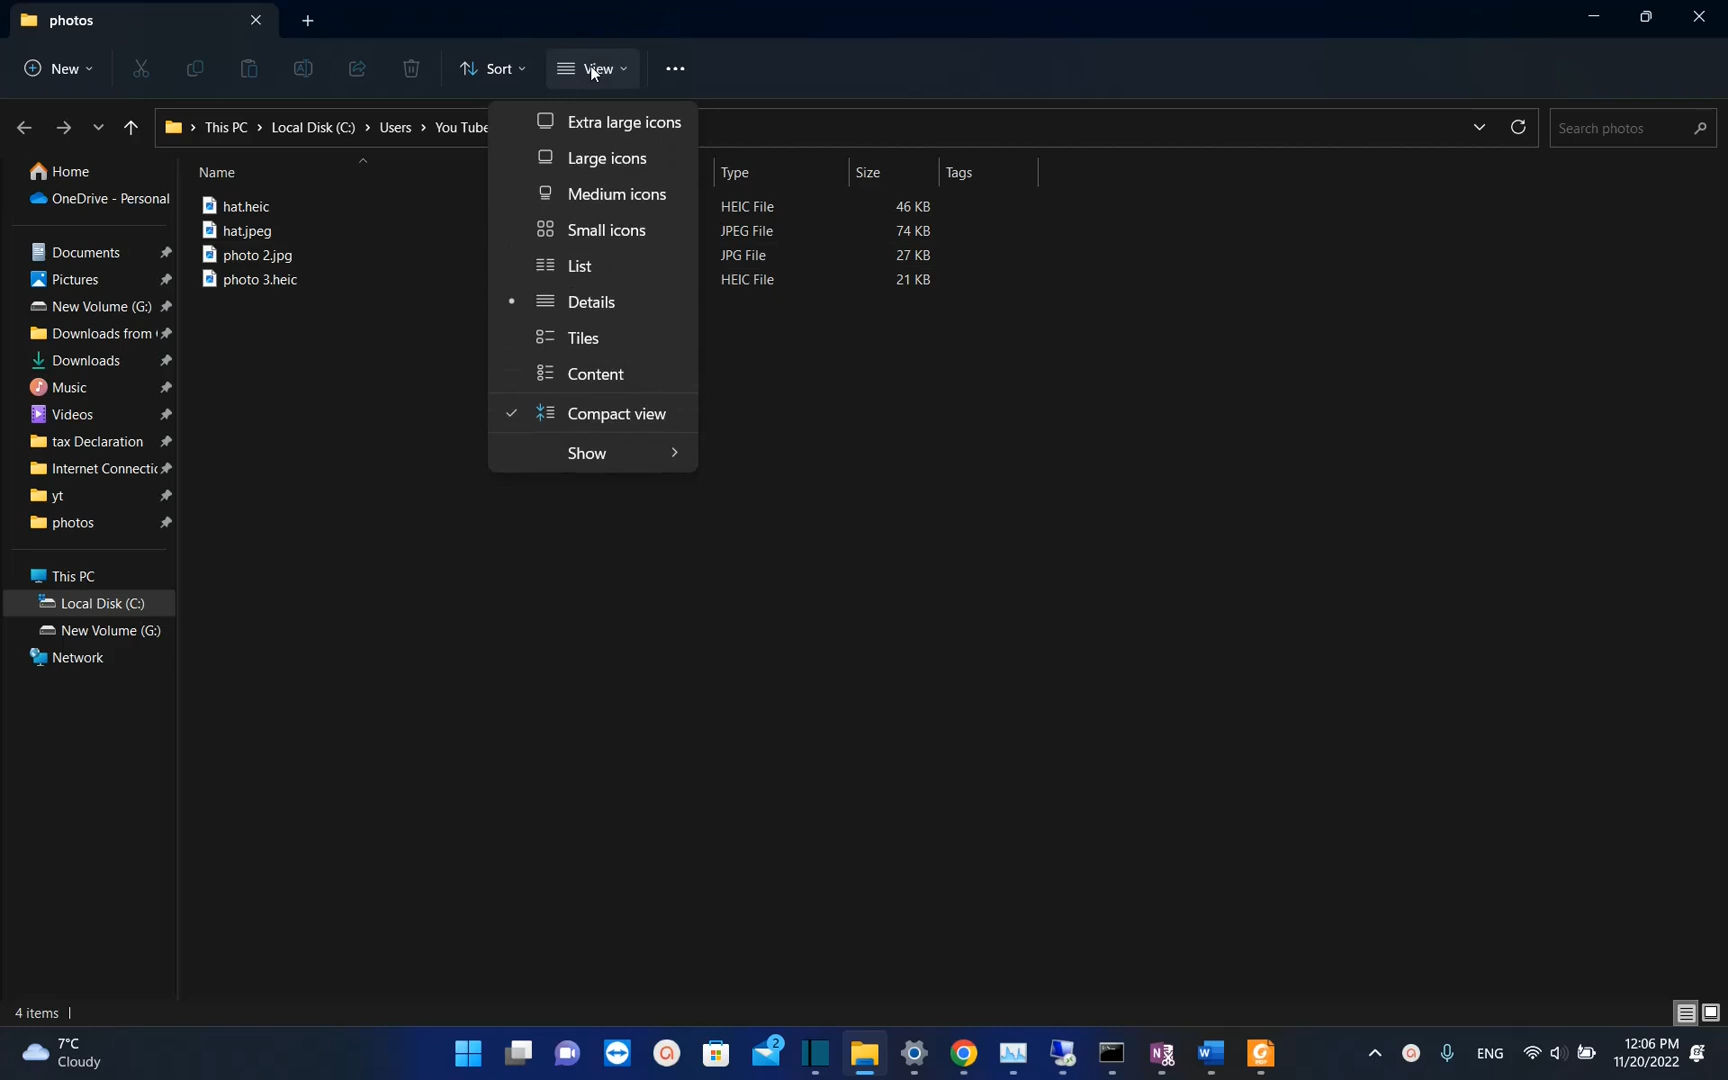 photos
New
Sort
View
This PC > Local Disk (C:) > Users > You Tube
Search photos
Extra large icons
Large icons
Medium icons
Small icons
List
Details
Tiles
Content
Compact view
Show
Home
OneDrive - Personal
Documents
Pictures
New Volume (G:)
Downloads from
Downloads
Music
Videos
tax Declaration
Internet Connectic
yt
photos
This PC
Local Disk (C:)
New Volume (G:)
Network
Name Type Size Tags
hat.heic HEIC File 46 KB
hat.jpeg JPEG File 74 KB
photo 2.jpg JPG File 27 KB
photo 3.heic HEIC File 21 KB
4 items
7°C
Cloudy
2
ENG
12:06 PM
11/20/2022